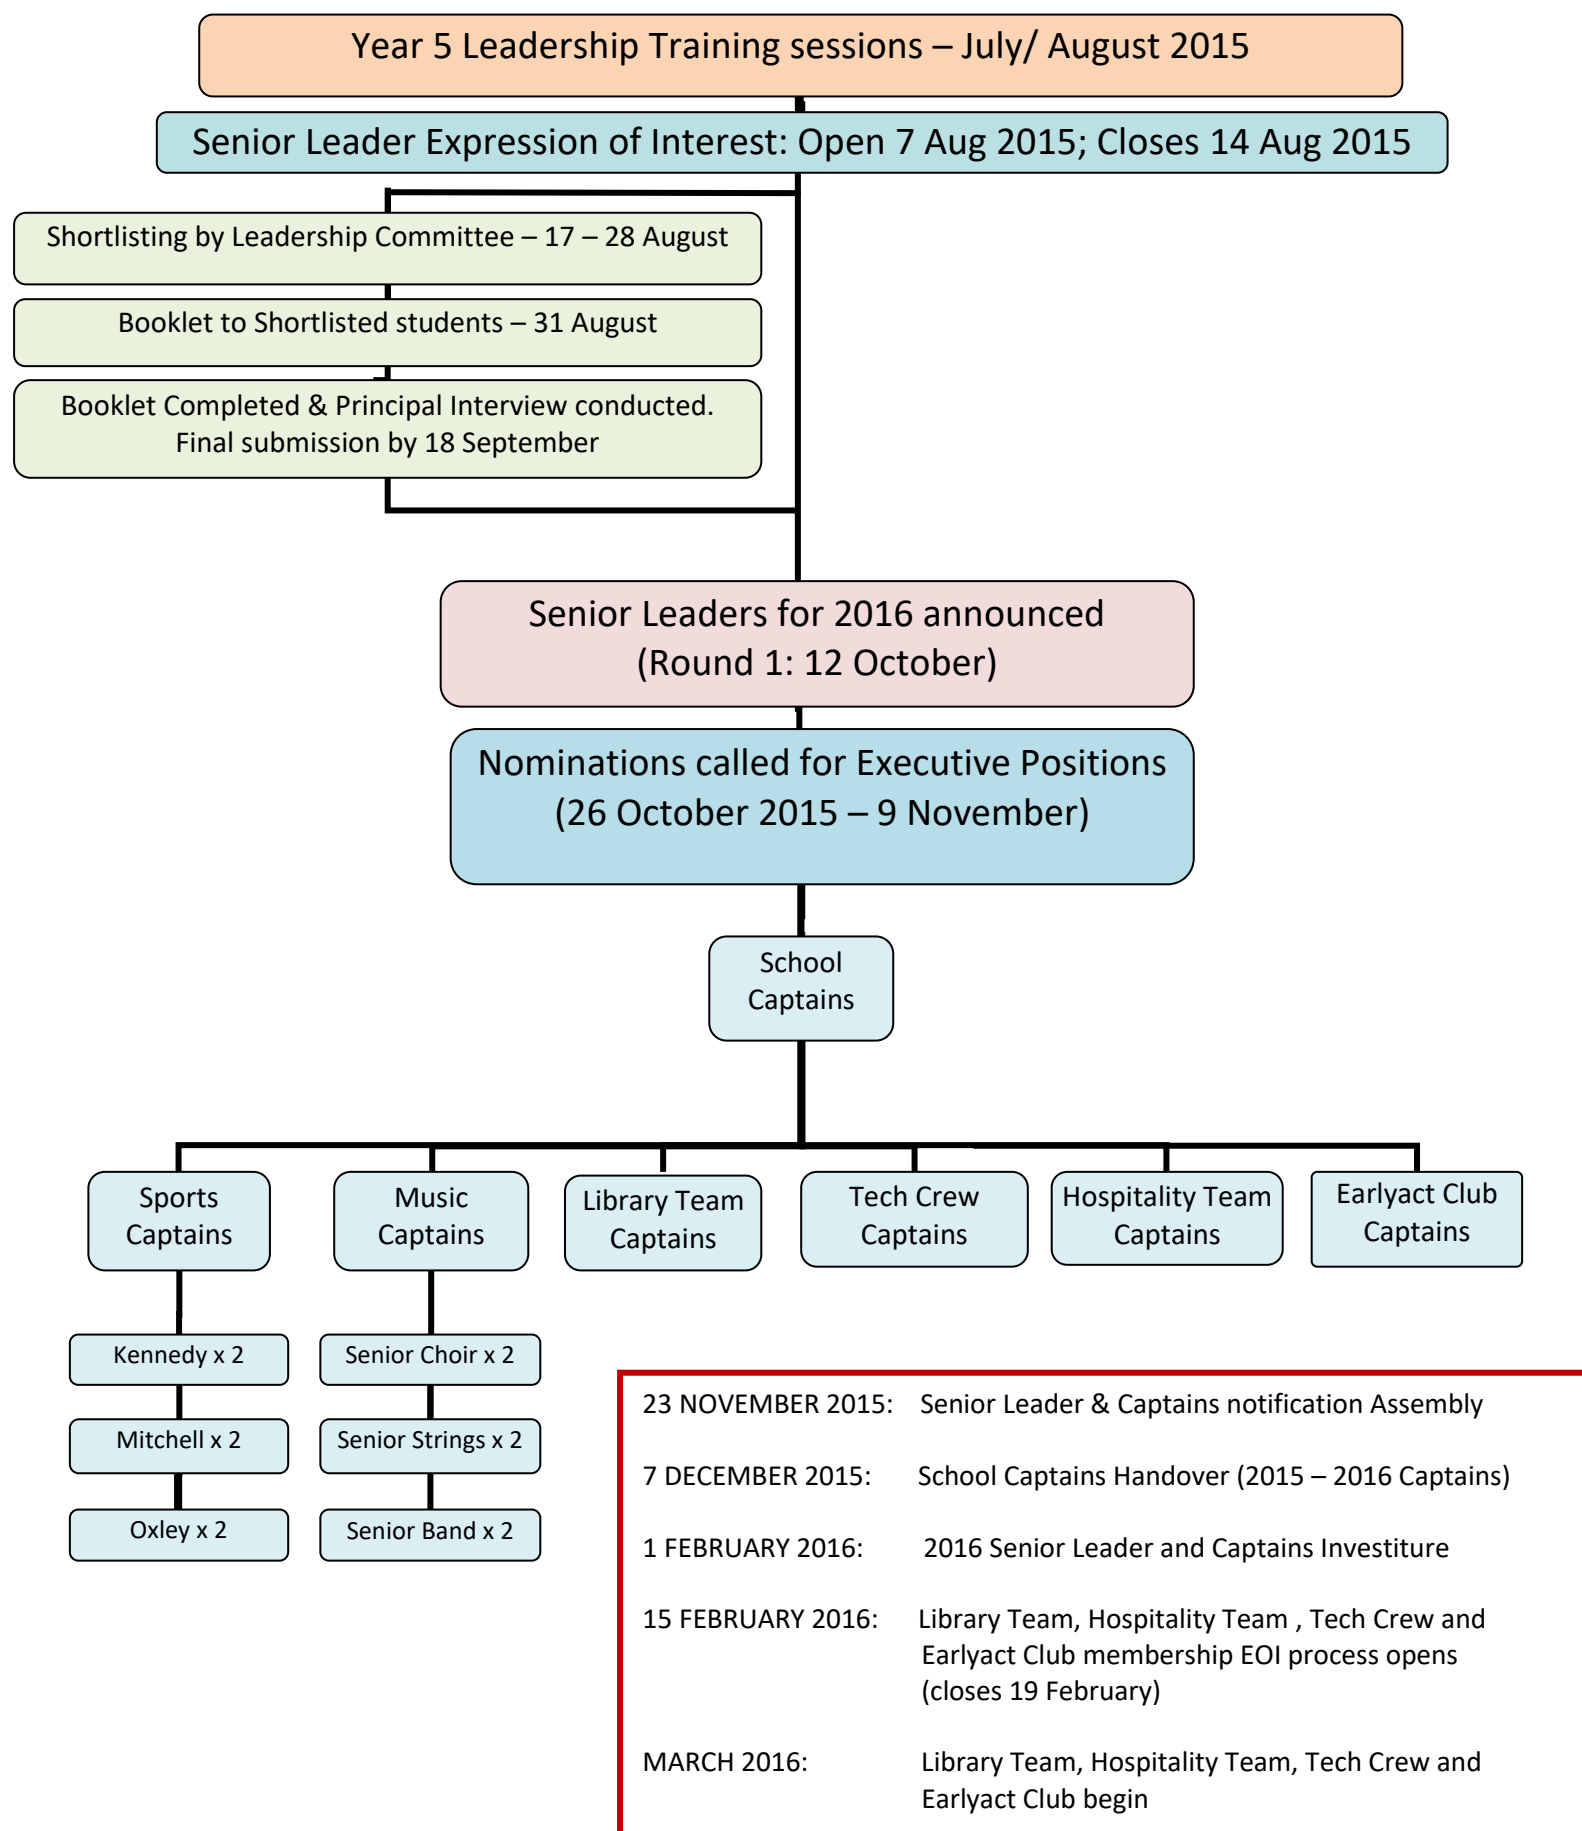 Year 5 Leadership Training sessions – July/ August 2015
Senior Leader Expression of Interest: Open 7 Aug 2015; Closes 14 Aug 2015
Shortlisting by Leadership Committee – 17 – 28 August
Booklet to Shortlisted students – 31 August
Booklet Completed & Principal Interview conducted.
Final submission by 18 September
Senior Leaders for 2016 announced
(Round 1: 12 October)
Nominations called for Executive Positions
(26 October 2015 – 9 November)
School
Captains
Sports
Captains
Music
Captains
Library Team
Captains
Tech Crew
Captains
Hospitality Team
Captains
Earlyact Club
Captains
Kennedy x 2
Mitchell x 2
Oxley x 2
Senior Choir x 2
Senior Strings x 2
Senior Band x 2
23 NOVEMBER 2015: Senior Leader & Captains notification Assembly
7 DECEMBER 2015: School Captains Handover (2015 – 2016 Captains)
1 FEBRUARY 2016: 2016 Senior Leader and Captains Investiture
15 FEBRUARY 2016: Library Team, Hospitality Team , Tech Crew and
Earlyact Club membership EOI process opens
(closes 19 February)
MARCH 2016: Library Team, Hospitality Team, Tech Crew and
Earlyact Club begin